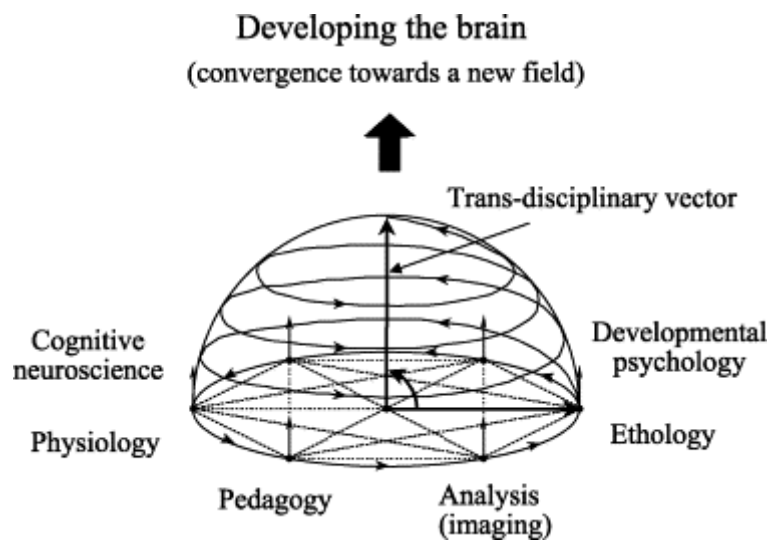 Developing the brain
(convergence towards a new field)
Trans-disciplinary vector
Cognitive
neuroscience
Developmental
psychology
Physiology
Ethology
Pedagogy
Analysis
(imaging)